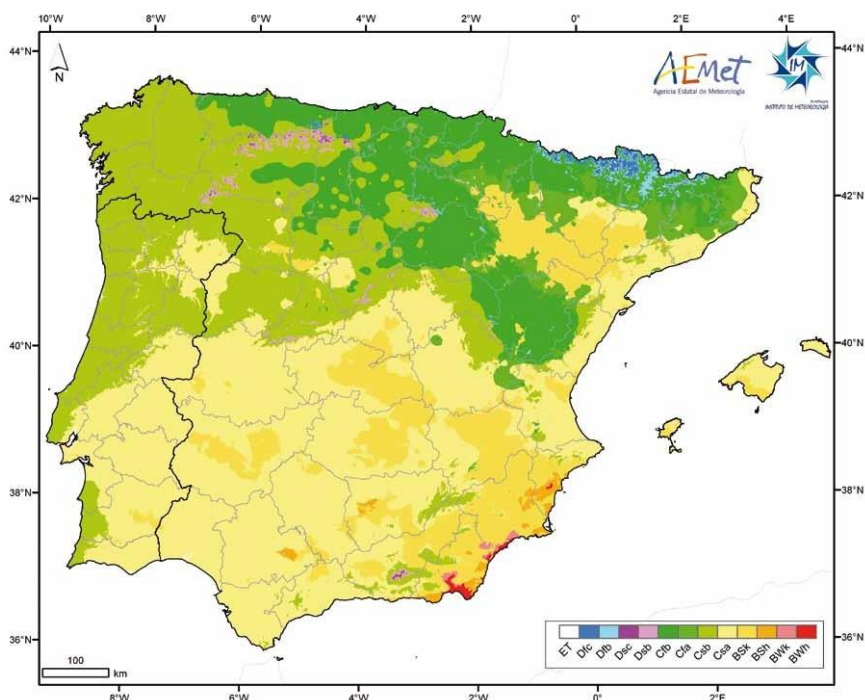 10°W 8°W 6°W 4°W 2°W 0° 2°E 4°E
44°N
44°N
N
AEMet
Agencia Estatal de Meteorología
IM
INSTITUTO DE METEOROLOGIA
42°N
42°N
40°N
40°N
38°N
38°N
36°N
36°N
ET Dfc Dfb Dsc Dsb Cfb Cfa Csb Csa BSk BSh BWk BWh
100
km
8°W 6°W 4°W 2°W 0° 2°E